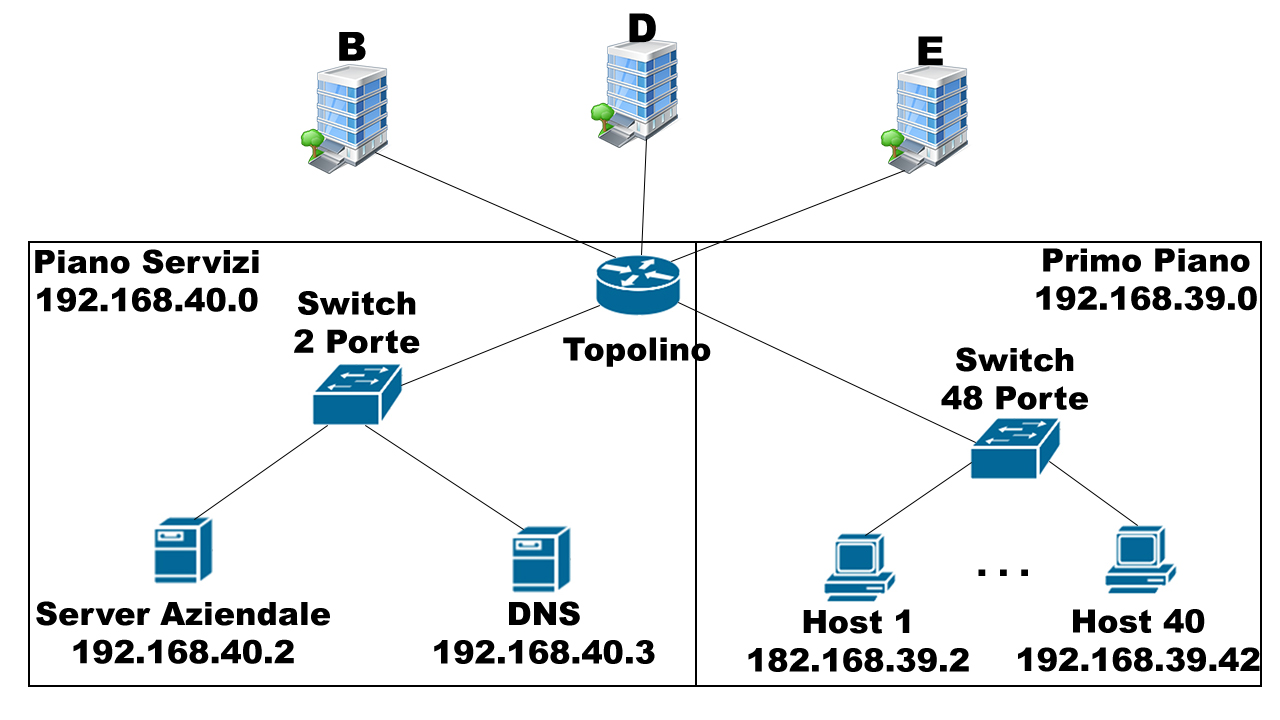 B
D
E
Piano Servizi
192.168.40.0
Primo Piano
192.168.39.0
Switch
2 Porte
Topolino
Switch
48 Porte
...
Server Aziendale
192.168.40.2
DNS
192.168.40.3
Host 1
182.168.39.2
Host 40
192.168.39.42